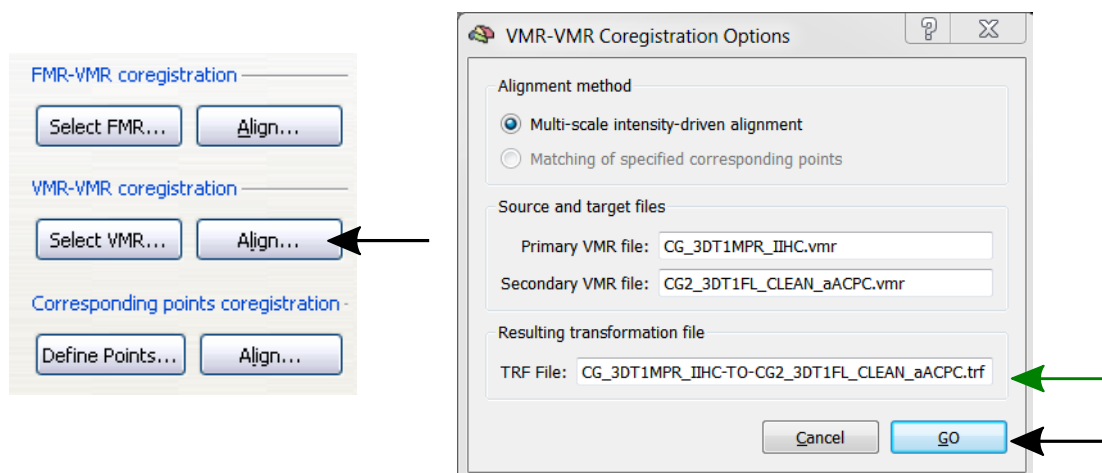 FMR-VMR coregistration
Select FMR... Align...
VMR-VMR coregistration
Select VMR... Align...
Corresponding points coregistration
Define Points... Align...
VMR-VMR Coregistration Options
Alignment method
Multi-scale intensity-driven alignment
Matching of specified corresponding points
Source and target files
Primary VMR file: CG_3DT1MPR_IIHC.vmr
Secondary VMR file: CG2_3DT1FL_CLEAN_aACPC.vmr
Resulting transformation file
TRF File: CG_3DT1MPR_IIHC-TO-CG2_3DT1FL_CLEAN_aACPC.trf
Cancel GO